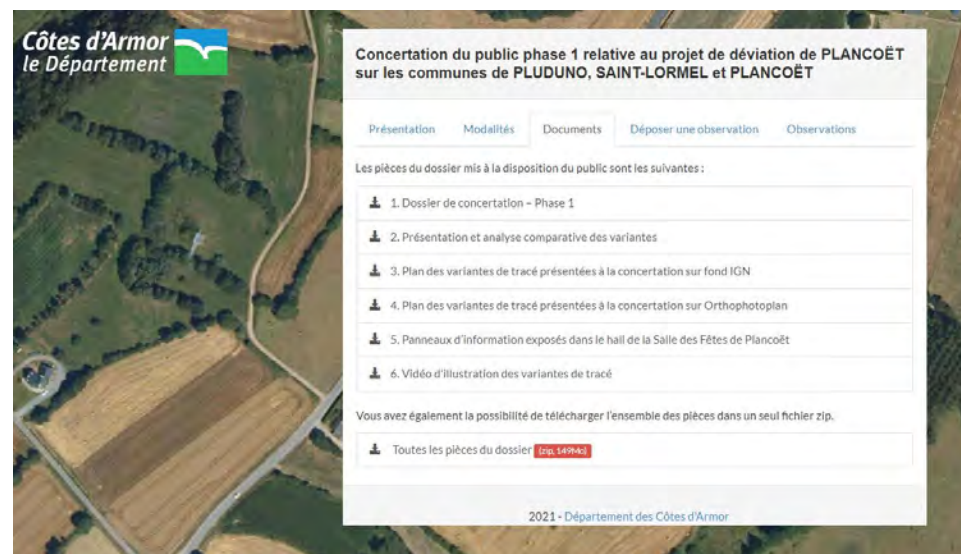 Côtes d'Armor
le Département
Concertation du public phase 1 relative au projet de déviation de PLANCOËT
sur les communes de PLUDUNO, SAINT-LORMEL et PLANCOËT
Présentation Modalités Documents Déposer une observation Observations
Les pièces du dossier mis à la disposition du public sont les suivantes :
1. Dossier de concertation – Phase 1
2. Présentation et analyse comparative des variantes
3. Plan des variantes de tracé présentées à la concertation sur fond IGN
4. Plan des variantes de tracé présentées à la concertation sur Orthophotoplan
5. Panneaux d'information exposés dans le hall de la Salle des Fêtes de Plancoët
6. Vidéo d'illustration des variantes de tracé
Vous avez également la possibilité de télécharger l'ensemble des pièces dans un seul fichier zip.
Toutes les pièces du dossier (zip, 149Mo)
2021 - Département des Côtes d'Armor